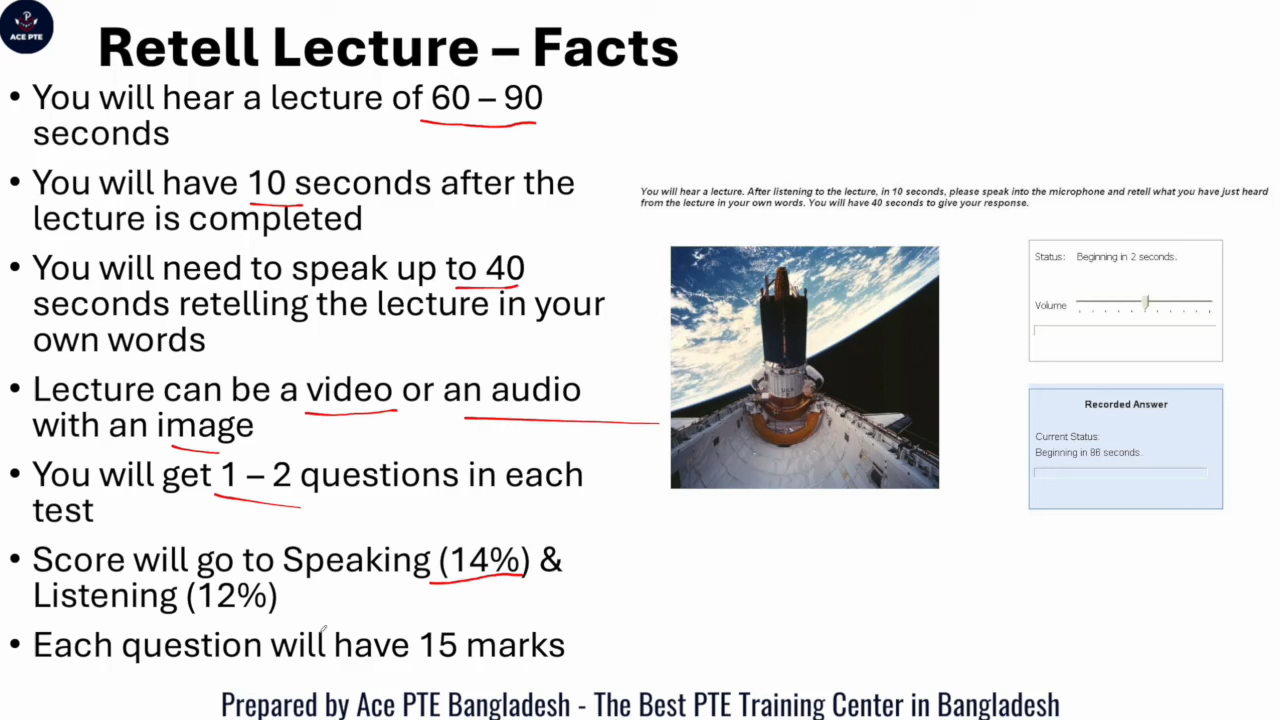 ACE PTE
Retell Lecture – Facts
• You will hear a lecture of 60 – 90
seconds
• You will have 10 seconds after the
lecture is completed
• You will need to speak up to 40
seconds retelling the lecture in your
own words
• Lecture can be a video or an audio
with an image
• You will get 1 – 2 questions in each
test
• Score will go to Speaking (14%) &
Listening (12%)
• Each question will have 15 marks
You will hear a lecture. After listening to the lecture, in 10 seconds, please speak into the microphone and retell what you have just heard
from the lecture in your own words. You will have 40 seconds to give your response.
Status: Beginning in 2 seconds.
Volume
Recorded Answer
Current Status:
Beginning in 86 seconds.
Prepared by Ace PTE Bangladesh - The Best PTE Training Center in Bangladesh